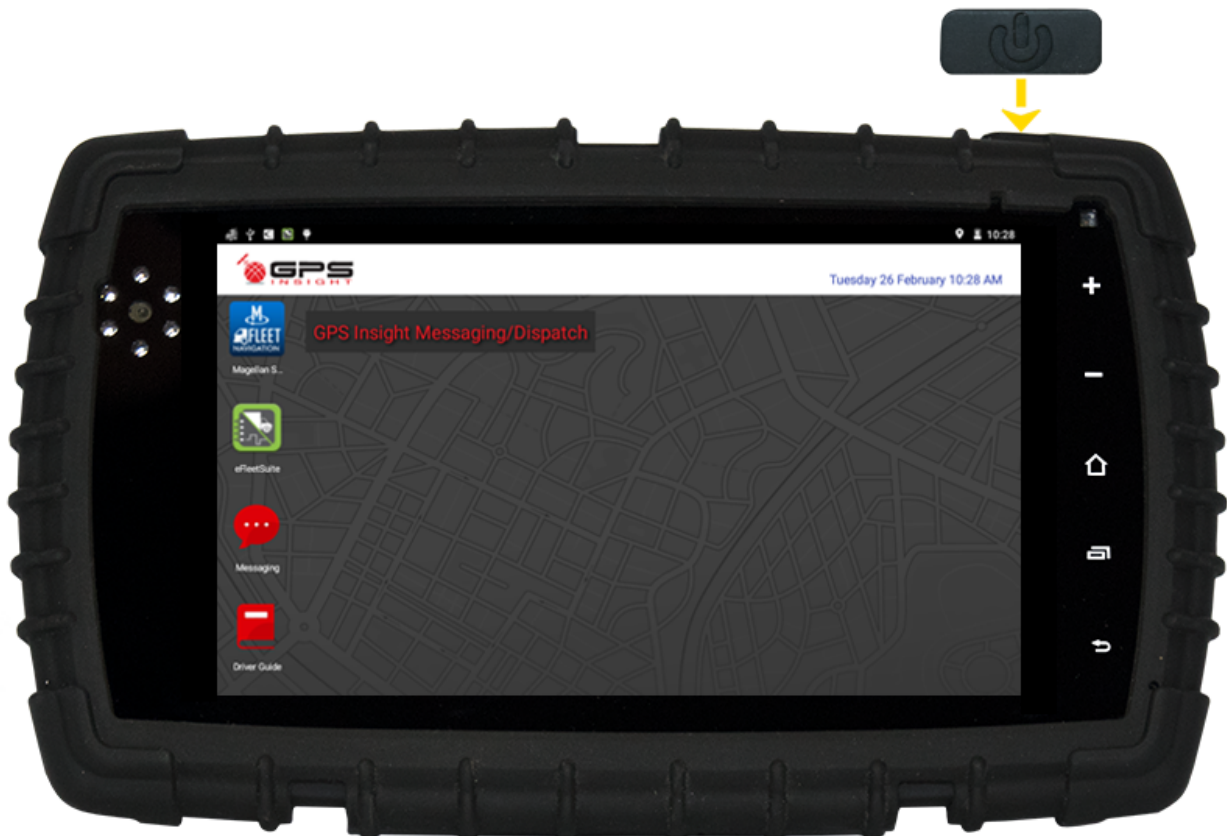 10:28
GPS
INSIGHT
Tuesday 26 February 10:28 AM
M
FLEET
NAVIGATION
Magellan S...
GPS Insight Messaging/Dispatch
eFleetSuite
Messaging
Driver Guide